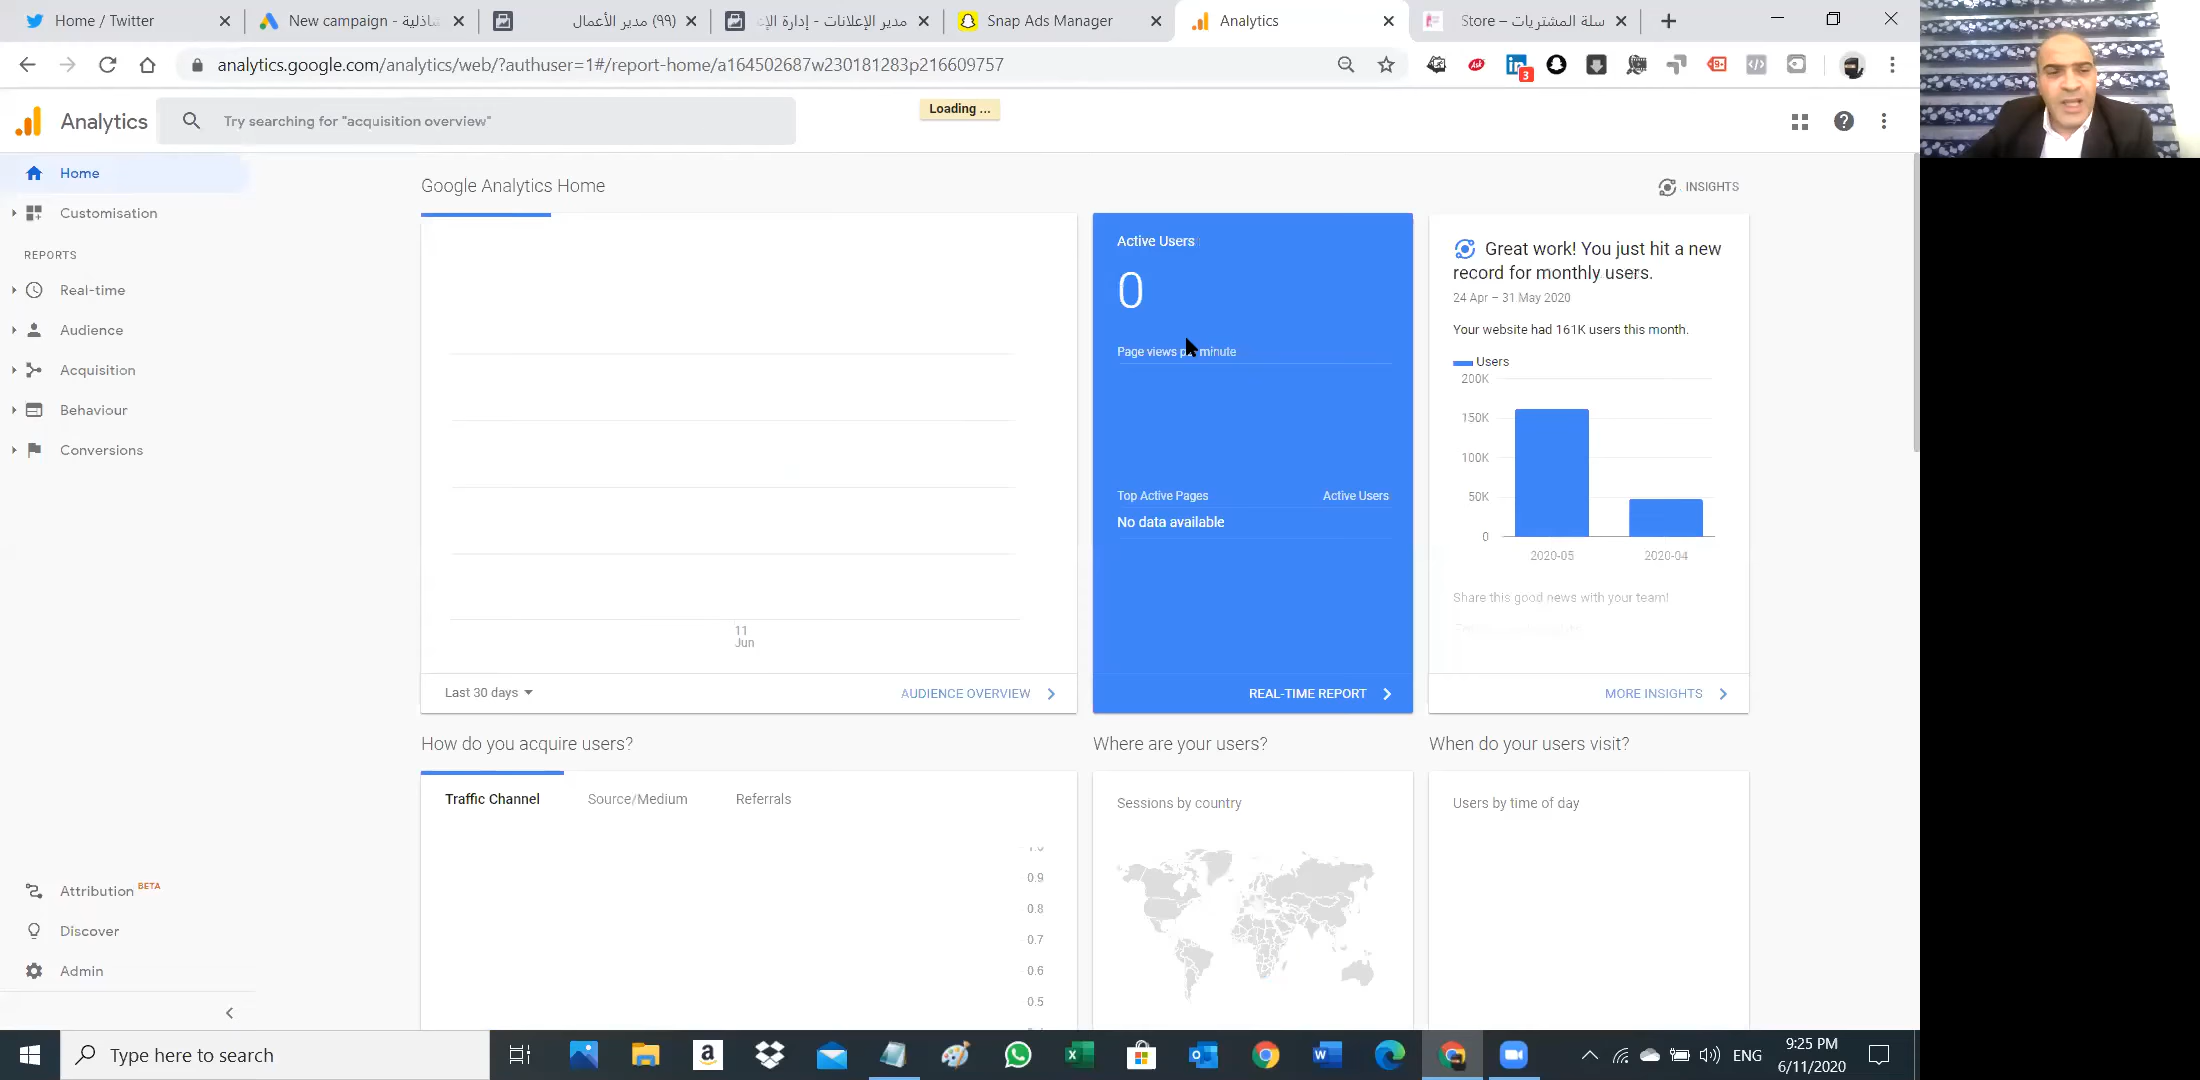 Home / Twitter
New campaign - شاذلية
(٩٩) مدير الأعمال
مدير الإعلانات - إدارة الإع
Snap Ads Manager
Analytics
سلة المشتريات – Store
analytics.google.com/analytics/web/?authuser=1#/report-home/a164502687w230181283p216609757
3
Analytics
Try searching for "acquisition overview"
Loading ...
Home
Customisation
REPORTS
Real-time
Audience
Acquisition
Behaviour
Conversions
Attribution BETA
Discover
Admin
Google Analytics Home
INSIGHTS
11
Jun
Last 30 days
AUDIENCE OVERVIEW
Active Users
0
Page views per minute
Top Active Pages
Active Users
No data available
REAL-TIME REPORT
Great work! You just hit a new
record for monthly users.
24 Apr – 31 May 2020
Your website had 161K users this month.
Users
200K
150K
100K
50K
0
2020-05
2020-04
Share this good news with your team!
MORE INSIGHTS
How do you acquire users?
Where are your users?
When do your users visit?
Traffic Channel
Source/Medium
Referrals
1.0
0.9
0.8
0.7
0.6
0.5
Sessions by country
Users by time of day
Type here to search
ENG
9:25 PM
6/11/2020